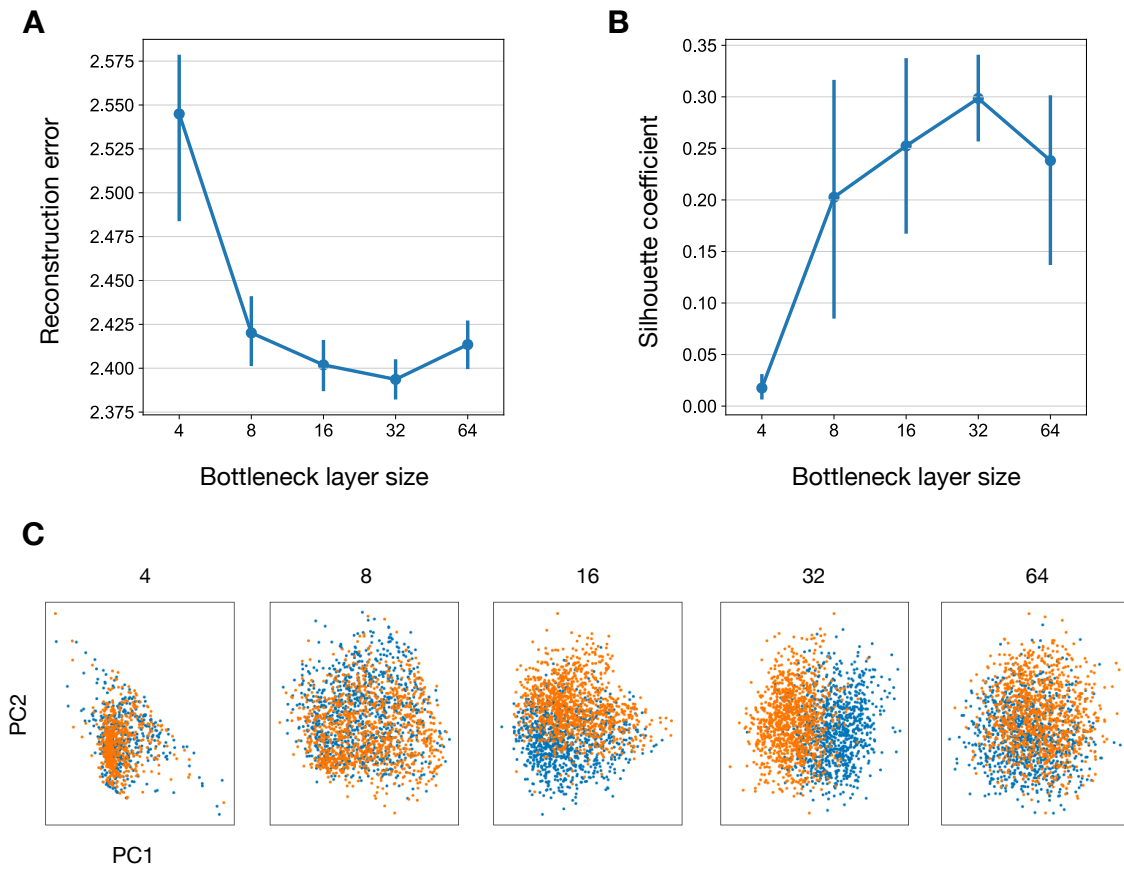 A
2.575
2.550
2.525
2.500
2.475
2.450
2.425
2.400
2.375
Reconstruction error
4 8 16 32 64
Bottleneck layer size
B
0.35
0.30
0.25
0.20
0.15
0.10
0.05
0.00
Silhouette coefficient
4 8 16 32 64
Bottleneck layer size
C
4 8 16 32 64
PC2
PC1